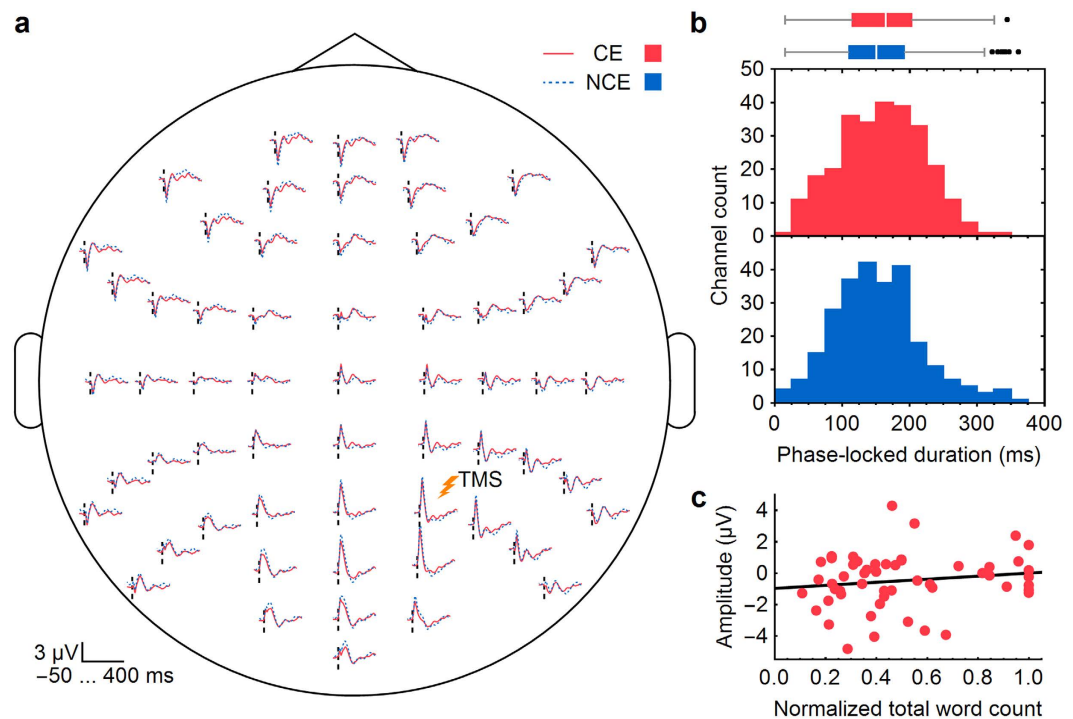 a
CE
NCE
TMS
3 µV
−50 ... 400 ms
b
50
40
30
20
10
0
40
30
20
10
0
Channel count
0
100
200
300
400
Phase-locked duration (ms)
c
4
2
0
−2
−4
Amplitude (µV)
0.0
0.2
0.4
0.6
0.8
1.0
Normalized total word count